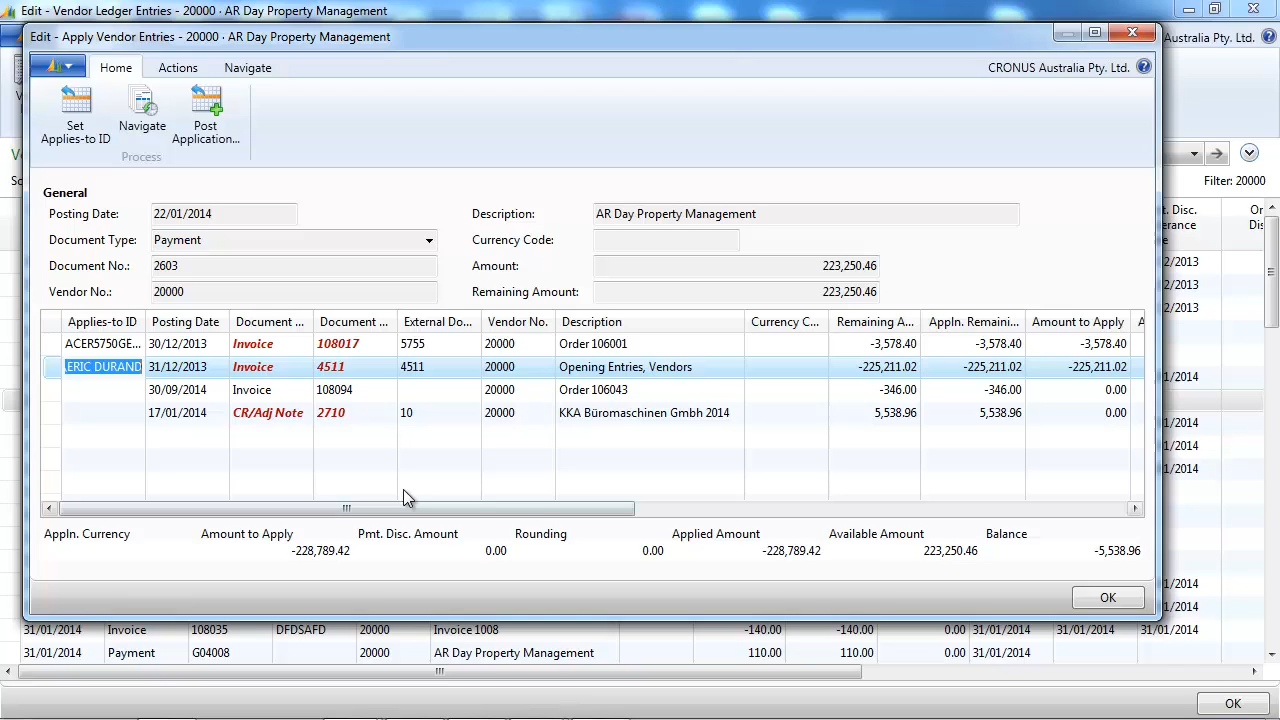 Edit - Vendor Ledger Entries - 20000 · AR Day Property Management
Edit - Apply Vendor Entries - 20000 · AR Day Property Management
Australia Pty. Ltd.
Home Actions Navigate CRONUS Australia Pty. Ltd.
Set Applies-to ID
Navigate
Post Application...
Process
Filter: 20000
General
Posting Date: 22/01/2014 Description: AR Day Property Management
Document Type: Payment Currency Code:
Document No.: 2603 Amount: 223,250.46
Vendor No.: 20000 Remaining Amount: 223,250.46
Applies-to ID Posting Date Document ... Document ... External Do... Vendor No. Description Currency C... Remaining A... Appln. Remaini... Amount to Apply
ACER5750GE... 30/12/2013 Invoice 108017 5755 20000 Order 106001 -3,578.40 -3,578.40 -3,578.40
ERIC DURAND 31/12/2013 Invoice 4511 4511 20000 Opening Entries, Vendors -225,211.02 -225,211.02 -225,211.02
30/09/2014 Invoice 108094 20000 Order 106043 -346.00 -346.00 0.00
17/01/2014 CR/Adj Note 2710 10 20000 KKA Büromaschinen Gmbh 2014 5,538.96 5,538.96 0.00
Appln. Currency Amount to Apply Pmt. Disc. Amount Rounding Applied Amount Available Amount Balance
-228,789.42 0.00 0.00 -228,789.42 223,250.46 -5,538.96
OK
31/01/2014 Invoice 108035 DFDSAFD 20000 Invoice 1008 -140.00 -140.00 0.00 31/01/2014 31/01/2014 31/01/2014
31/01/2014 Payment G04008 20000 AR Day Property Management 110.00 110.00 0.00 31/01/2014
OK